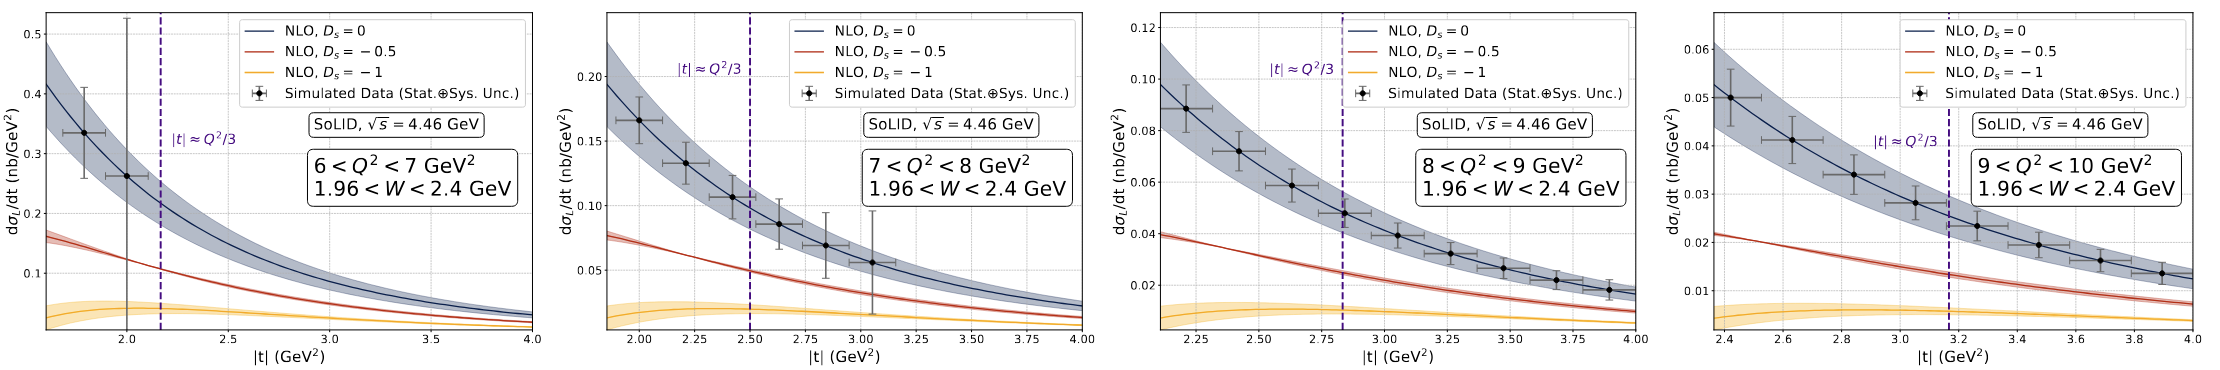 dσ_L/dt (nb/GeV²)
0.5
0.4
0.3
0.2
0.1
NLO, D_s = 0
NLO, D_s = −0.5
NLO, D_s = −1
Simulated Data (Stat.⊕Sys. Unc.)
SoLID, √s = 4.46 GeV
|t| ≈ Q²/3
6 < Q² < 7 GeV²
1.96 < W < 2.4 GeV
2.0 2.5 3.0 3.5 4.0
|t| (GeV²)
dσ_L/dt (nb/GeV²)
0.20
0.15
0.10
0.05
NLO, D_s = 0
NLO, D_s = −0.5
NLO, D_s = −1
Simulated Data (Stat.⊕Sys. Unc.)
|t| ≈ Q²/3
SoLID, √s = 4.46 GeV
7 < Q² < 8 GeV²
1.96 < W < 2.4 GeV
2.00 2.25 2.50 2.75 3.00 3.25 3.50 3.75 4.00
|t| (GeV²)
dσ_L/dt (nb/GeV²)
0.12
0.10
0.08
0.06
0.04
0.02
NLO, D_s = 0
NLO, D_s = −0.5
NLO, D_s = −1
Simulated Data (Stat.⊕Sys. Unc.)
|t| ≈ Q²/3
SoLID, √s = 4.46 GeV
8 < Q² < 9 GeV²
1.96 < W < 2.4 GeV
2.25 2.50 2.75 3.00 3.25 3.50 3.75 4.00
|t| (GeV²)
dσ_L/dt (nb/GeV²)
0.06
0.05
0.04
0.03
0.02
0.01
NLO, D_s = 0
NLO, D_s = −0.5
NLO, D_s = −1
Simulated Data (Stat.⊕Sys. Unc.)
SoLID, √s = 4.46 GeV
|t| ≈ Q²/3
9 < Q² < 10 GeV²
1.96 < W < 2.4 GeV
2.4 2.6 2.8 3.0 3.2 3.4 3.6 3.8 4.0
|t| (GeV²)